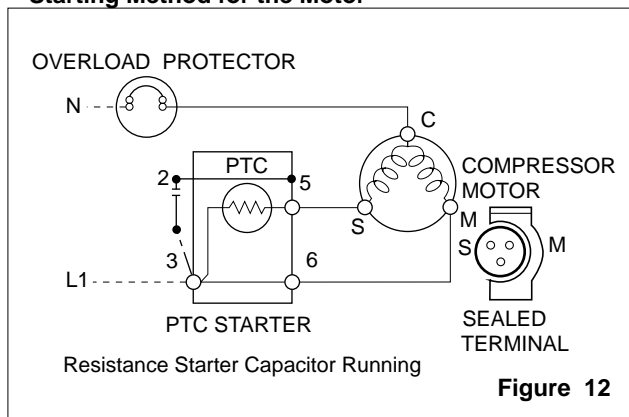 Starting Method for the Motor
OVERLOAD PROTECTOR
N
C
PTC
2
5
COMPRESSOR
MOTOR
S
M
S
M
3
6
L1
PTC STARTER
SEALED
TERMINAL
Resistance Starter Capacitor Running
Figure 12